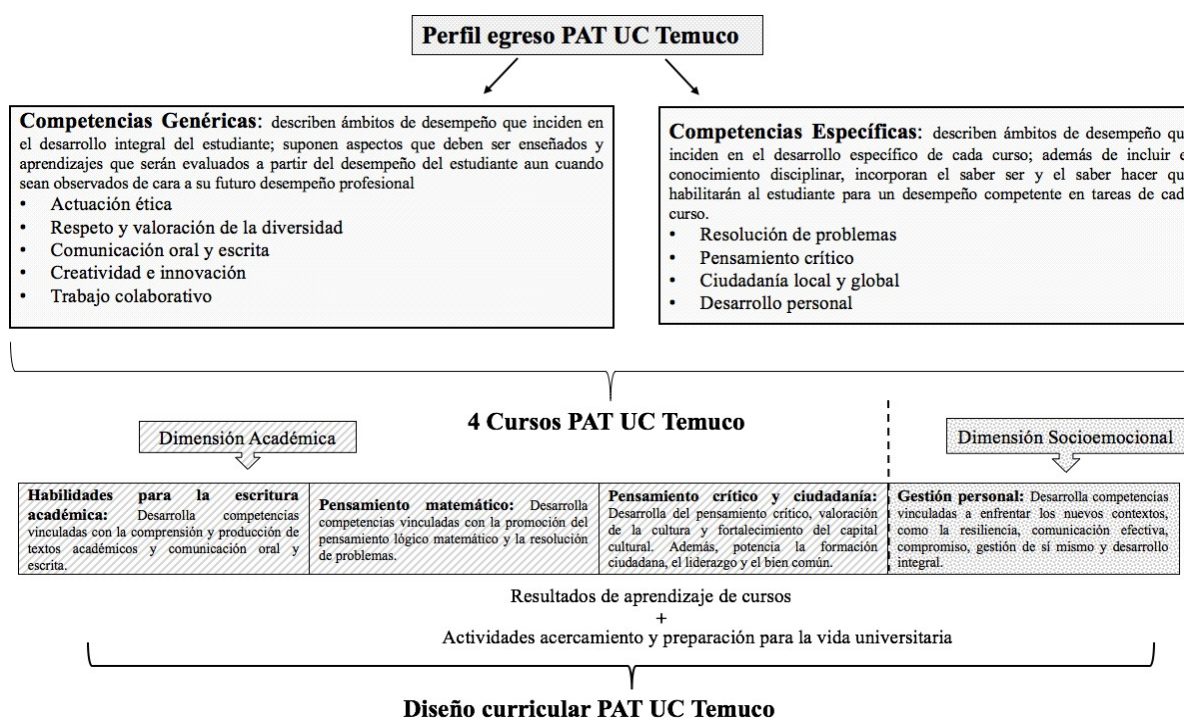 Perfil egreso PAT UC Temuco
Competencias Genéricas: describen ámbitos de desempeño que inciden en
el desarrollo integral del estudiante; suponen aspectos que deben ser enseñados y
aprendizajes que serán evaluados a partir del desempeño del estudiante aun cuando
sean observados de cara a su futuro desempeño profesional
• Actuación ética
• Respeto y valoración de la diversidad
• Comunicación oral y escrita
• Creatividad e innovación
• Trabajo colaborativo
Competencias Específicas: describen ámbitos de desempeño qu
inciden en el desarrollo específico de cada curso; además de incluir e
conocimiento disciplinar, incorporan el saber ser y el saber hacer qu
habilitarán al estudiante para un desempeño competente en tareas de cad
curso.
• Resolución de problemas
• Pensamiento crítico
• Ciudadanía local y global
• Desarrollo personal
4 Cursos PAT UC Temuco
Dimensión Académica
Dimensión Socioemocional
Habilidades para la escritura
académica: Desarrolla competencias
vinculadas con la comprensión y producción de
textos académicos y comunicación oral y
escrita.
Pensamiento matemático: Desarrolla
competencias vinculadas con la promoción del
pensamiento lógico matemático y la resolución
de problemas.
Pensamiento crítico y ciudadanía:
Desarrolla del pensamiento crítico, valoración
de la cultura y fortalecimiento del capital
cultural. Además, potencia la formación
ciudadana, el liderazgo y el bien común.
Gestión personal: Desarrolla competencias
vinculadas a enfrentar los nuevos contextos,
como la resiliencia, comunicación efectiva,
compromiso, gestión de sí mismo y desarrollo
integral.
Resultados de aprendizaje de cursos
+
Actividades acercamiento y preparación para la vida universitaria
Diseño curricular PAT UC Temuco